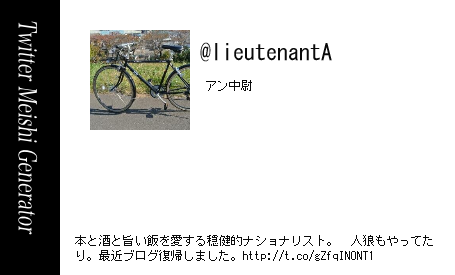 Twitter Meishi Generator
@lieutenantA
アン中尉
本と酒と旨い飯を愛する穏健的ナショナリスト。　人狼もやってた
り。最近ブログ復帰しました。http://t.co/gZfqINONT1